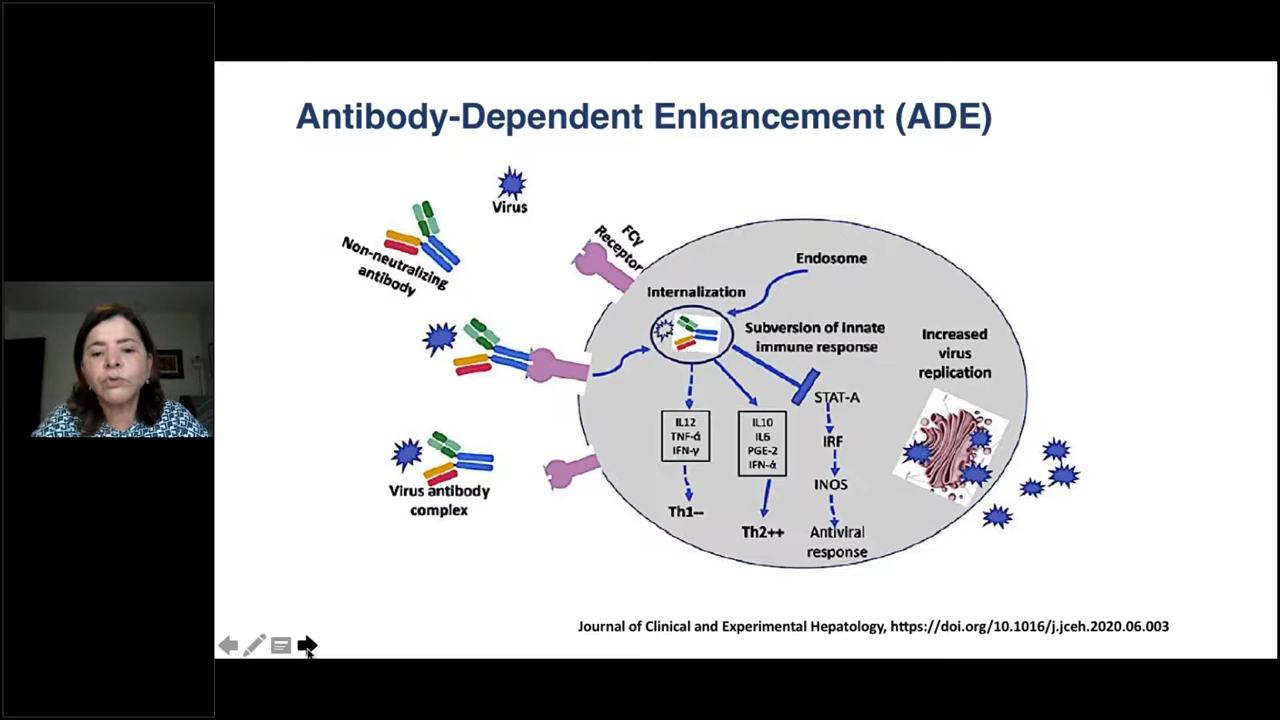 Antibody-Dependent Enhancement (ADE)
Virus
Non-neutralizing
antibody
FCγ
Receptor
Endosome
Internalization
Subversion of innate
immune response
Increased
virus
replication
STAT-A
IRF
INOS
Antiviral
response
IL12
TNF-ά
IFN-γ
Th1--
IL10
IL6
PGE-2
IFN-ά
Th2++
Virus antibody
complex
Journal of Clinical and Experimental Hepatology, https://doi.org/10.1016/j.jceh.2020.06.003